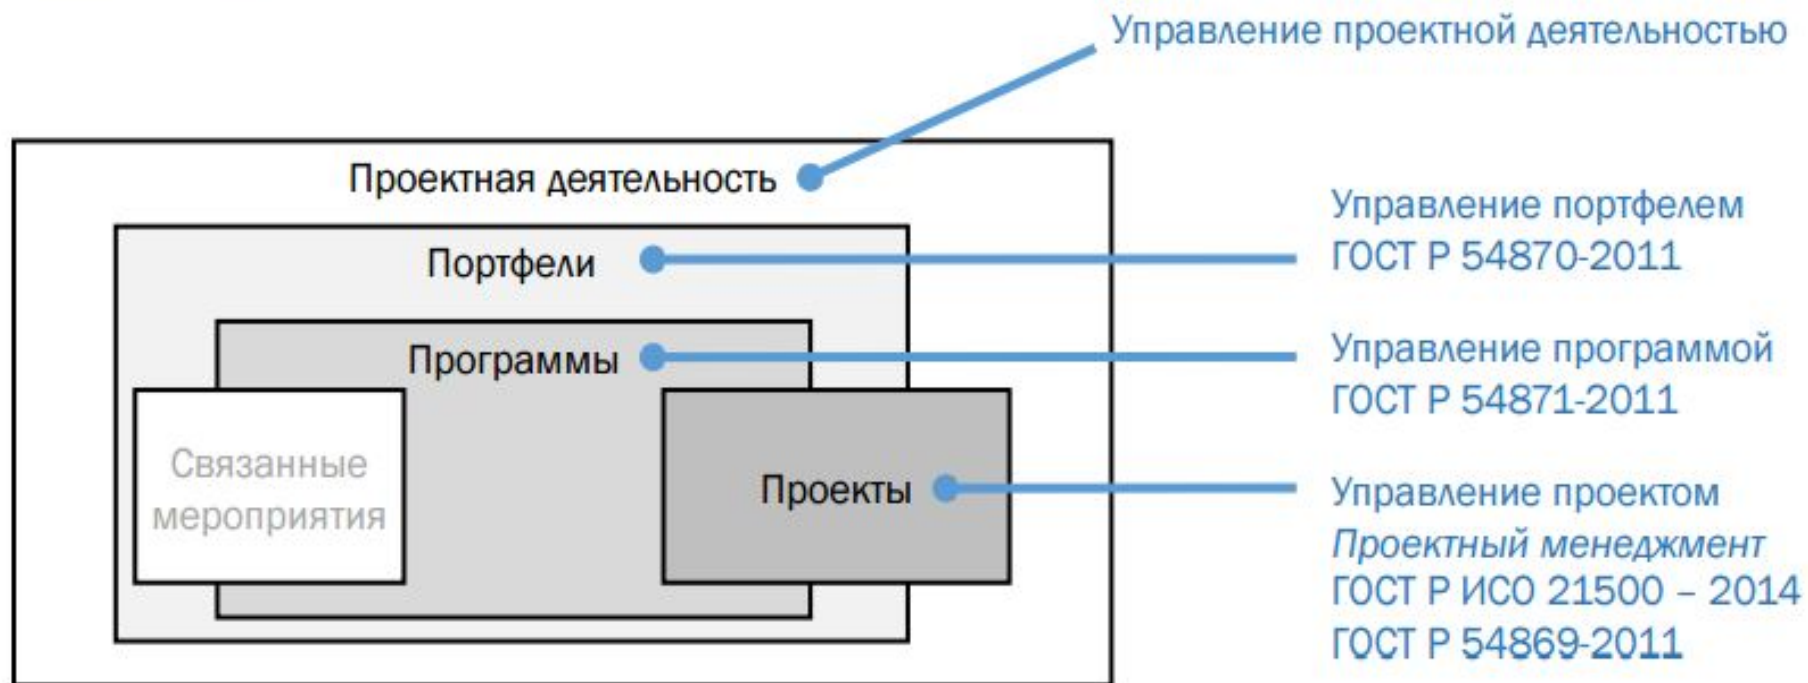 Управление проектной деятельностью
Проектная деятельность
Портфели
Управление портфелем
ГОСТ Р 54870-2011
Программы
Управление программой
ГОСТ Р 54871-2011
Связанные
мероприятия
Проекты
Управление проектом
Проектный менеджмент
ГОСТ Р ИСО 21500 – 2014
ГОСТ Р 54869-2011